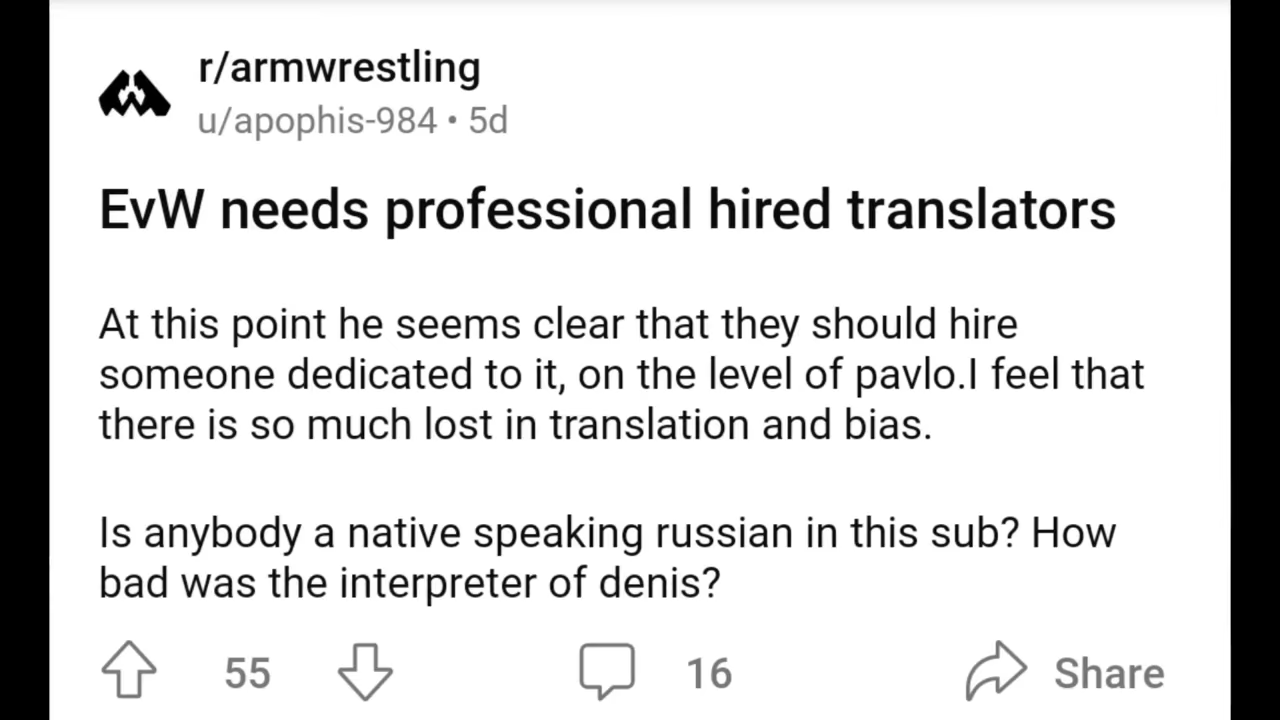 r/armwrestling
u/apophis-984 • 5d
EvW needs professional hired translators
At this point he seems clear that they should hire
someone dedicated to it, on the level of pavlo.I feel that
there is so much lost in translation and bias.
Is anybody a native speaking russian in this sub? How
bad was the interpreter of denis?
55 16 Share